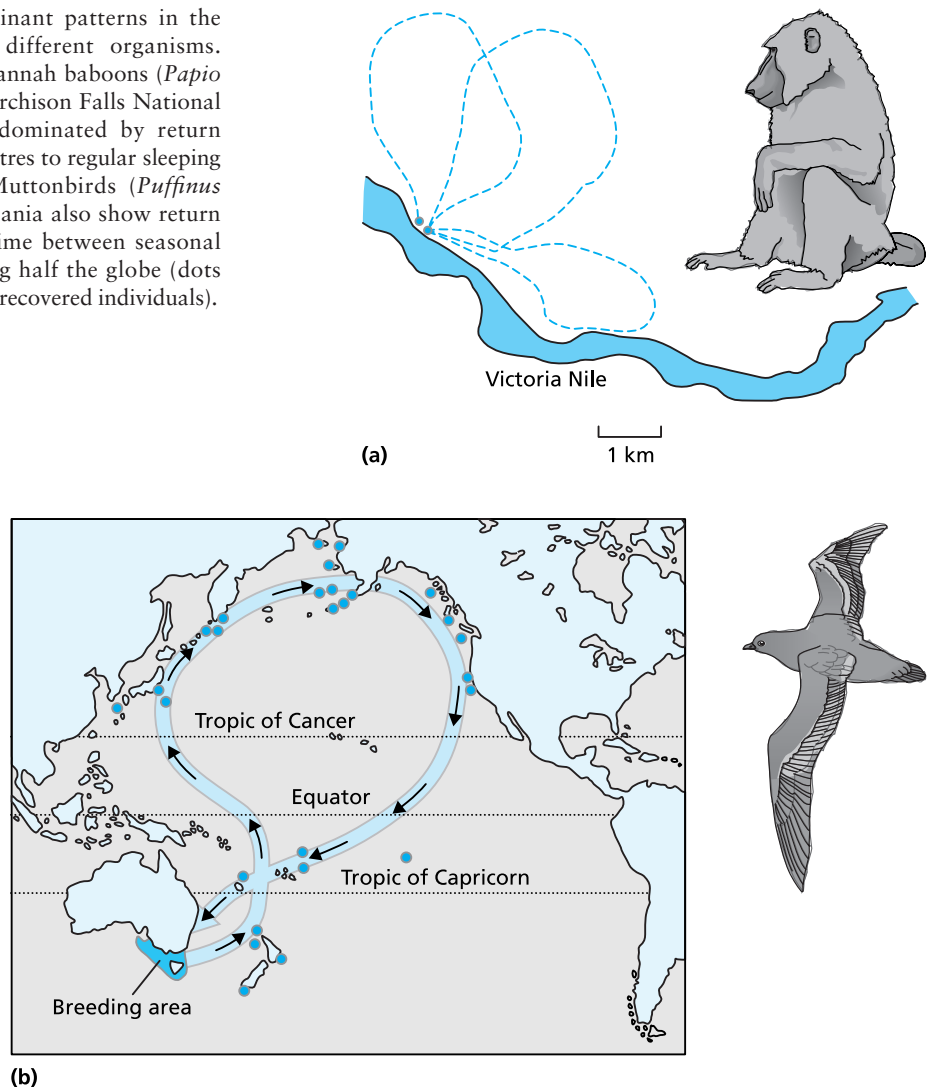 inant patterns in the
different organisms.
annah baboons (Papio
rchison Falls National
dominated by return
tres to regular sleeping
Muttonbirds (Puffinus
ania also show return
ime between seasonal
g half the globe (dots
recovered individuals).
Victoria Nile
(a)
1 km
Tropic of Cancer
Equator
Tropic of Capricorn
Breeding area
(b)